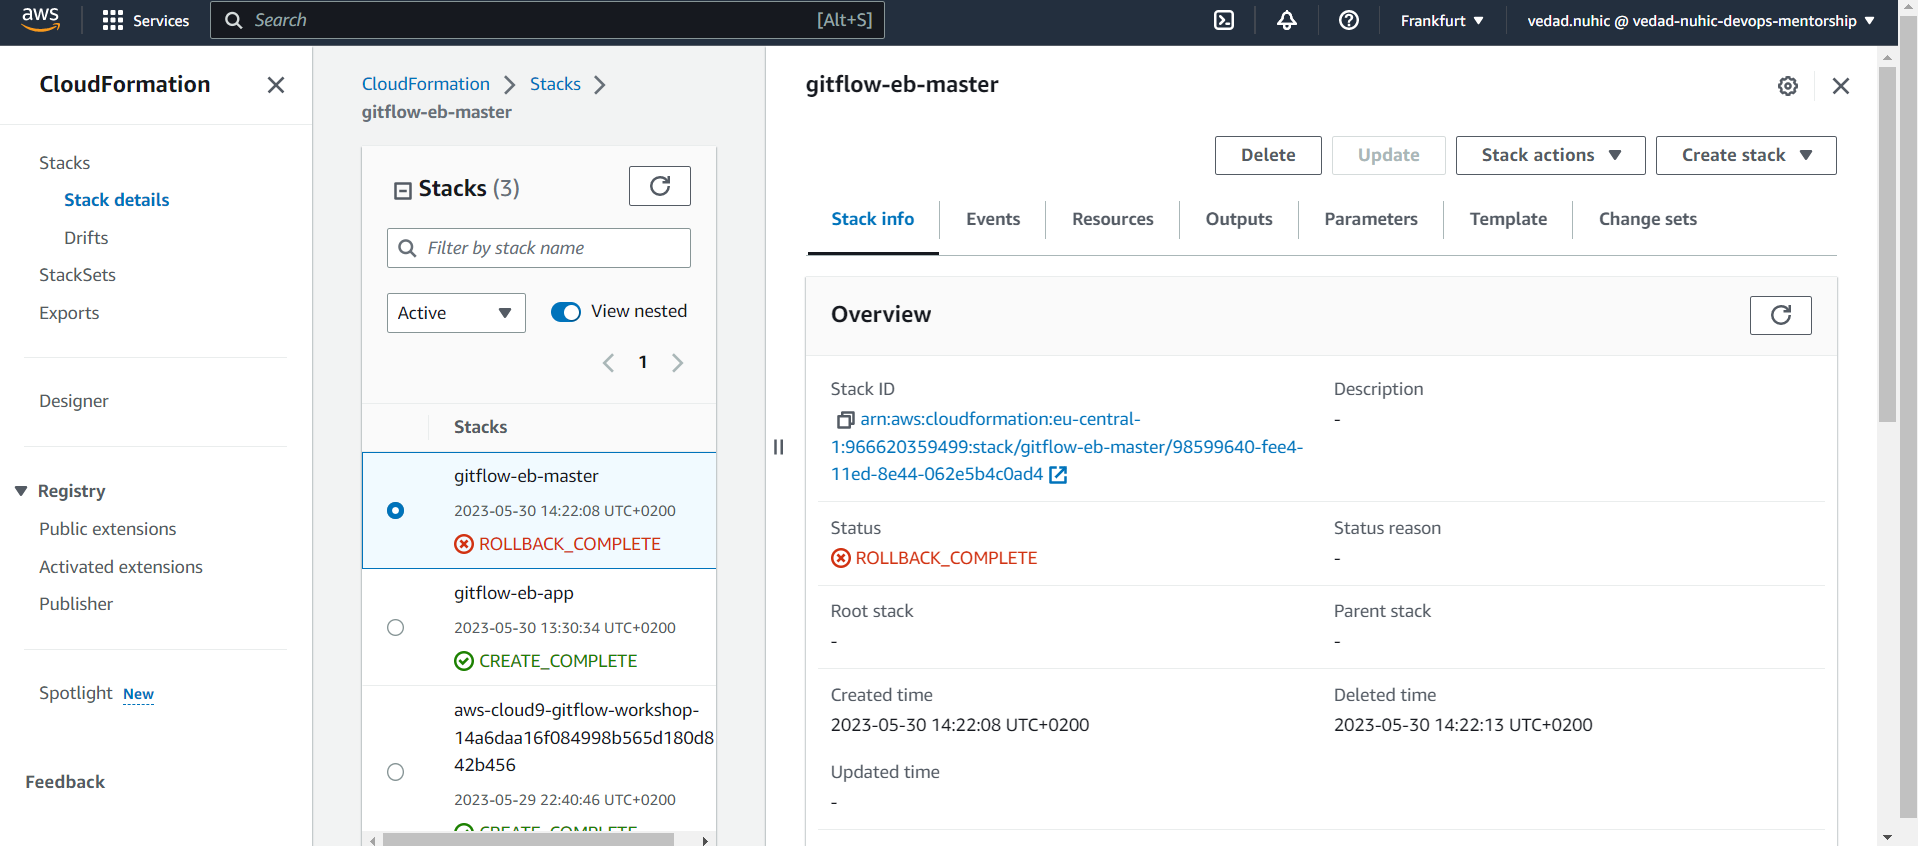 aws
Services
Search
[Alt+S]
Frankfurt
vedad.nuhic @ vedad-nuhic-devops-mentorship
CloudFormation
Stacks
Stack details
Drifts
StackSets
Exports
Designer
Registry
Public extensions
Activated extensions
Publisher
Spotlight New
Feedback
CloudFormation
Stacks
gitflow-eb-master
Stacks (3)
Filter by stack name
Active
View nested
1
Stacks
gitflow-eb-master
2023-05-30 14:22:08 UTC+0200
ROLLBACK_COMPLETE
gitflow-eb-app
2023-05-30 13:30:34 UTC+0200
CREATE_COMPLETE
aws-cloud9-gitflow-workshop-
14a6daa16f084998b565d180d8
42b456
2023-05-29 22:40:46 UTC+0200
CREATE_COMPLETE
gitflow-eb-master
Delete
Update
Stack actions
Create stack
Stack info
Events
Resources
Outputs
Parameters
Template
Change sets
Overview
Stack ID
arn:aws:cloudformation:eu-central-
1:966620359499:stack/gitflow-eb-master/98599640-fee4-
11ed-8e44-062e5b4c0ad4
Description
-
Status
ROLLBACK_COMPLETE
Status reason
-
Root stack
-
Parent stack
-
Created time
2023-05-30 14:22:08 UTC+0200
Deleted time
2023-05-30 14:22:13 UTC+0200
Updated time
-